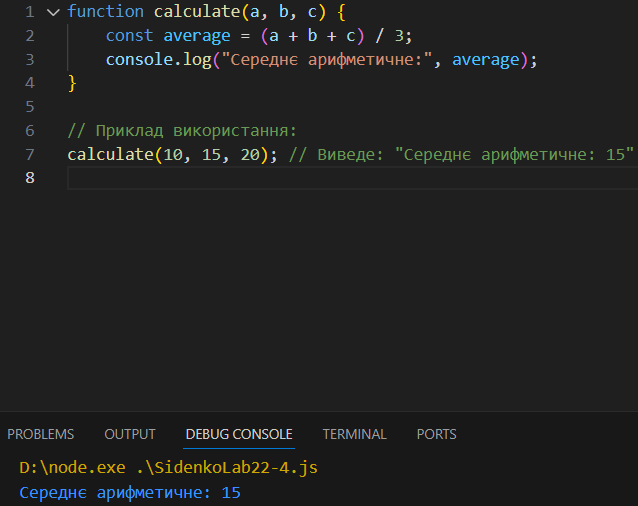 1 function calculate(a, b, c) {
2 const average = (a + b + c) / 3;
3 console.log("Середнє арифметичне:", average);
4 }
5
6 // Приклад використання:
7 calculate(10, 15, 20); // Виведе: "Середнє арифметичне: 15"
8
PROBLEMS OUTPUT DEBUG CONSOLE TERMINAL PORTS
D:\node.exe .\SidenkoLab22-4.js
Середнє арифметичне: 15